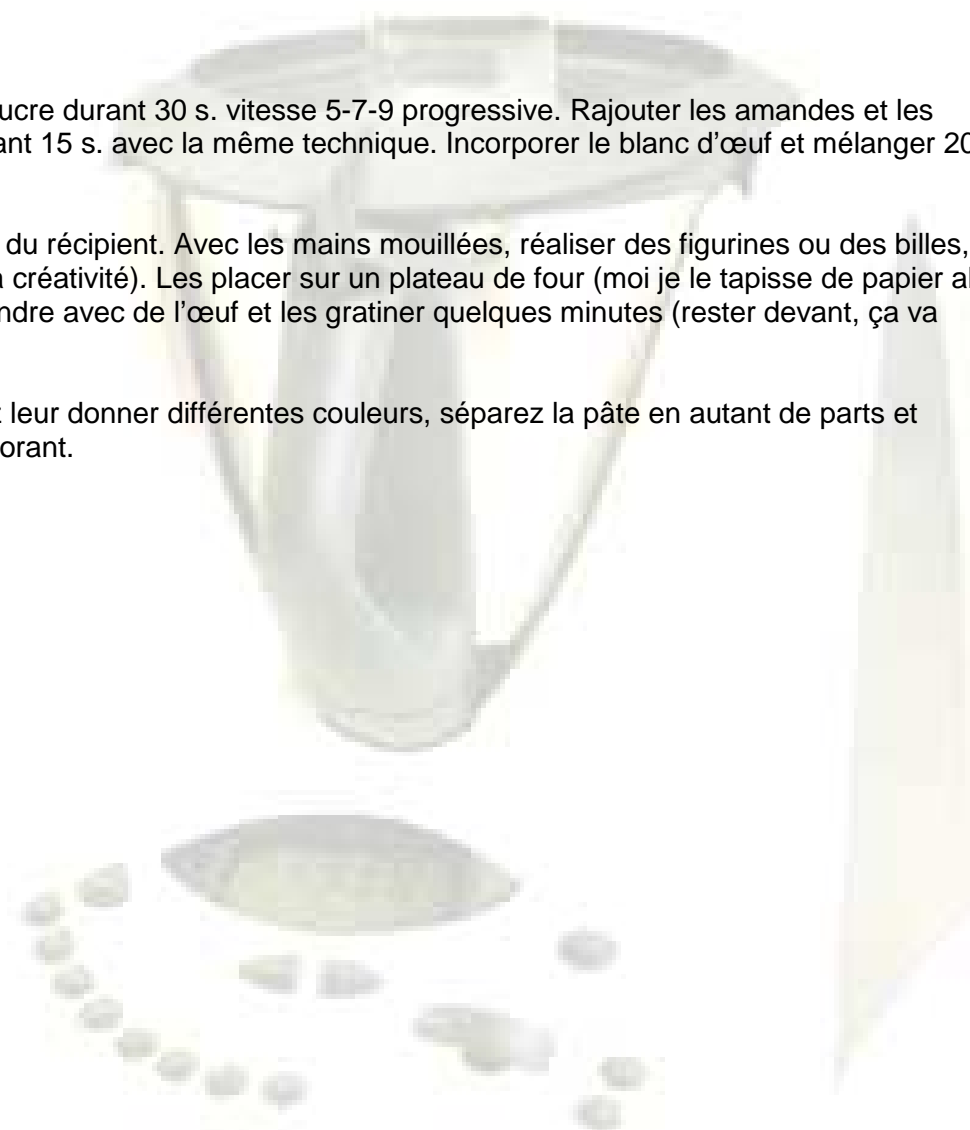 ucre durant 30 s. vitesse 5-7-9 progressive. Rajouter les amandes et les
ant 15 s. avec la même technique. Incorporer le blanc d'œuf et mélanger 20
du récipient. Avec les mains mouillées, réaliser des figurines ou des billes,
a créativité). Les placer sur un plateau de four (moi je le tapisse de papier al
ndre avec de l'œuf et les gratiner quelques minutes (rester devant, ça va
leur donner différentes couleurs, séparez la pâte en autant de parts et
orant.